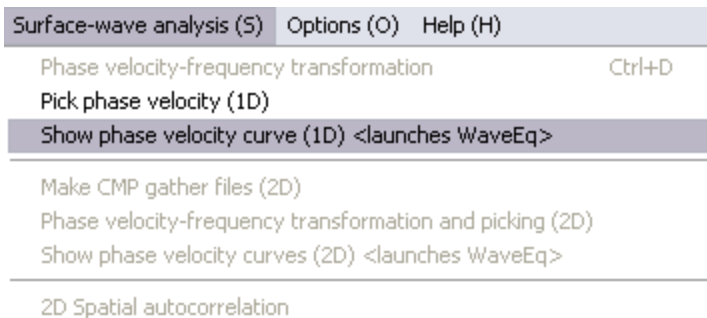 Surface-wave analysis (S) Options (O) Help (H)
Phase velocity-frequency transformation Ctrl+D
Pick phase velocity (1D)
Show phase velocity curve (1D) <launches WaveEq>
Make CMP gather files (2D)
Phase velocity-frequency transformation and picking (2D)
Show phase velocity curves (2D) <launches WaveEq>
2D Spatial autocorrelation